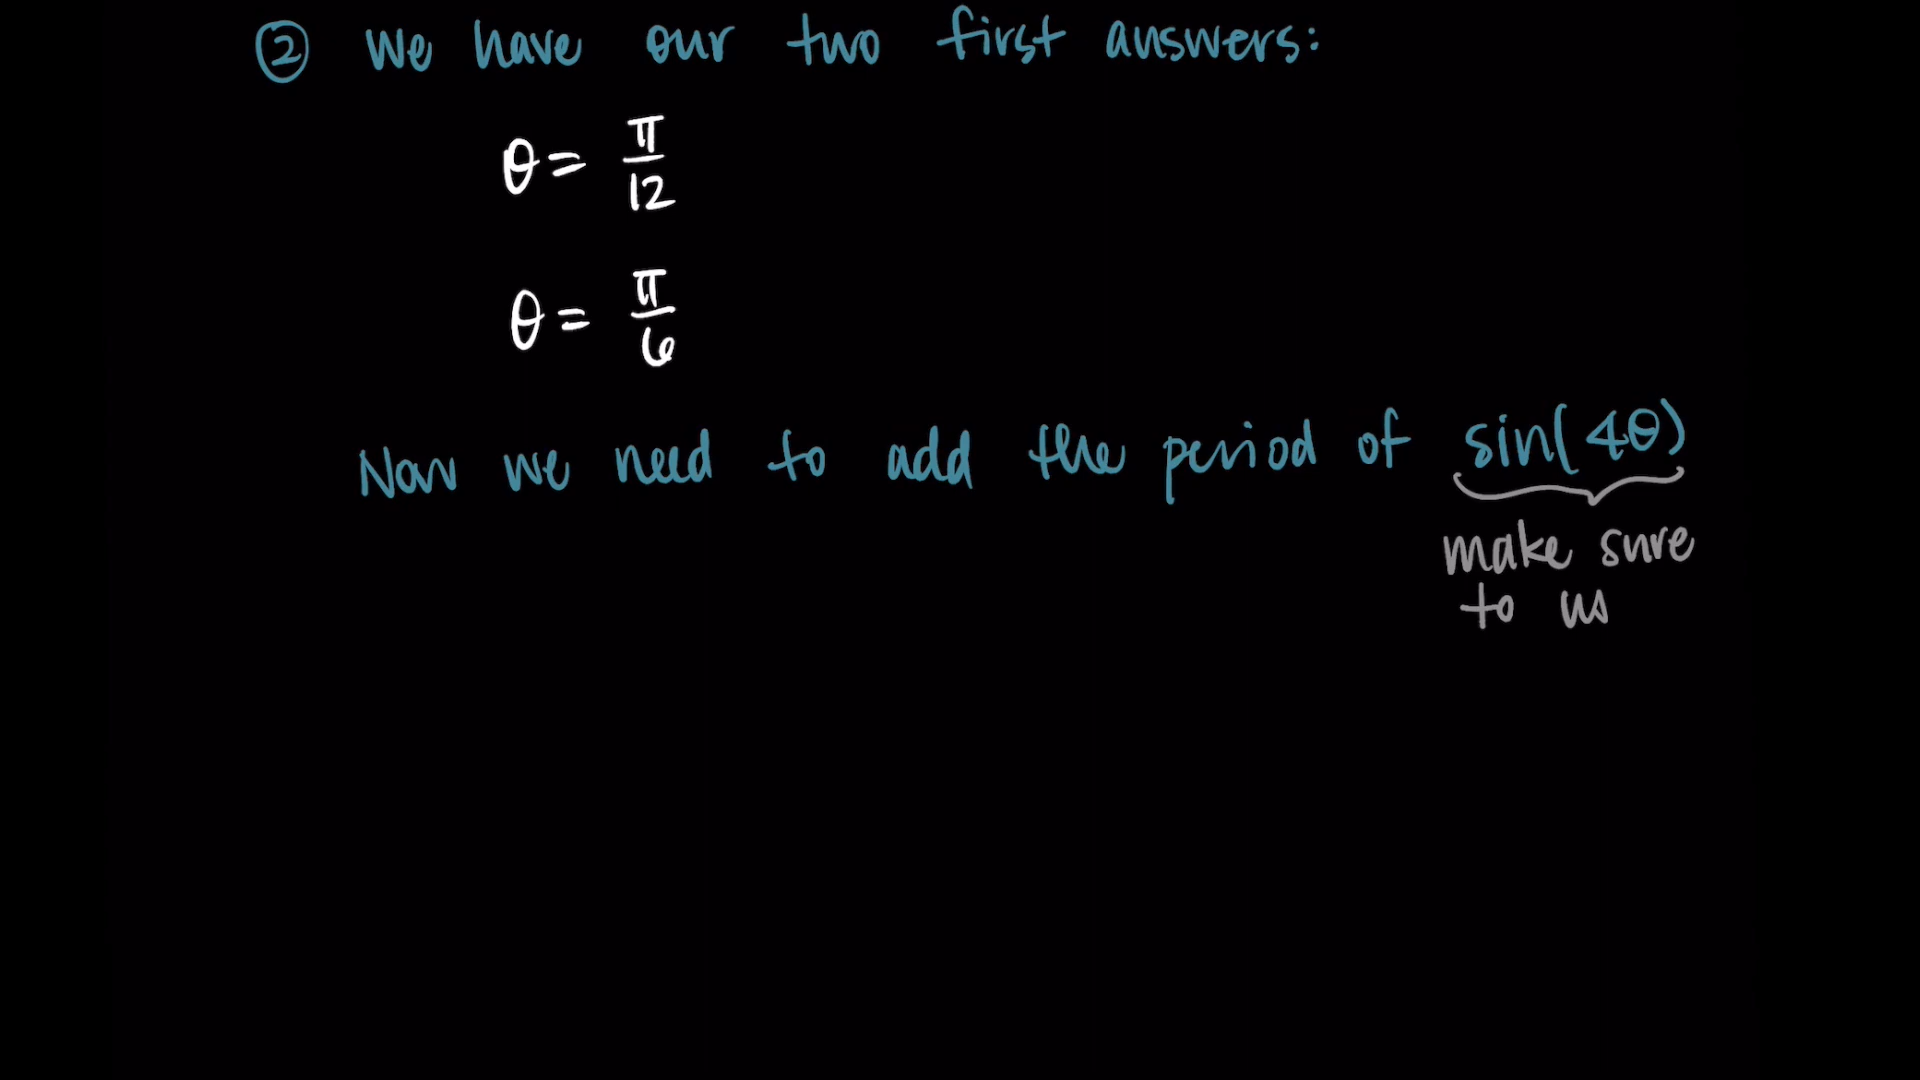 ② We have our two first answers:
θ = π/12
θ = π/6
Now we need to add the period of sin(4θ)
make sure
to us